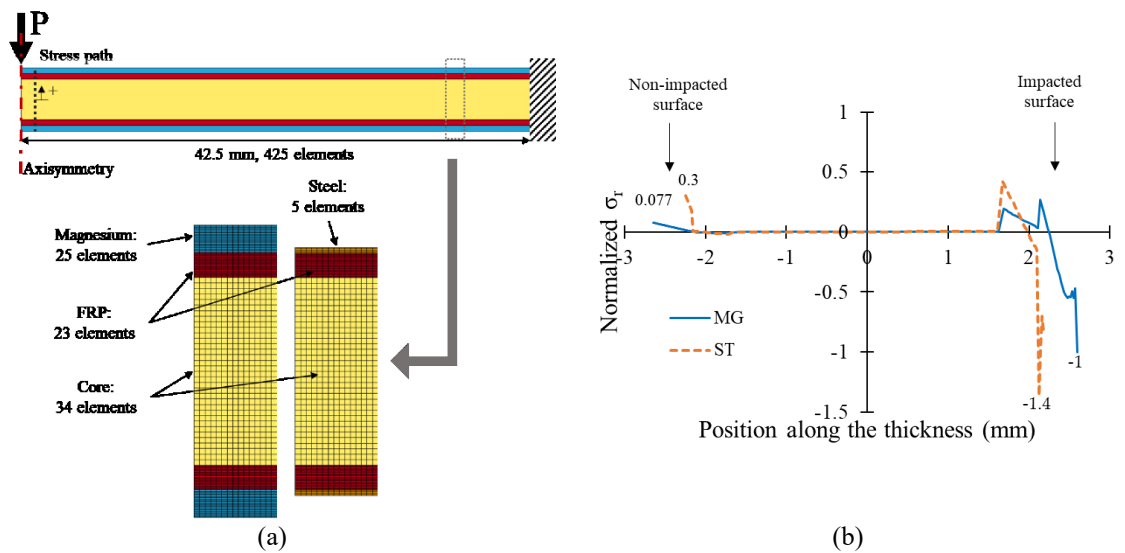 P
Stress path
+
42.5 mm, 425 elements
Axisymmetry
Steel:
5 elements
Magnesium:
25 elements
FRP:
23 elements
Core:
34 elements
(a)
Non-impacted
surface
Impacted
surface
1
0.5
0
-0.5
-1
-1.5
0.3
0.077
-3
-2
-1
0
1
2
3
Normalized σr
MG
ST
-1
-1.4
Position along the thickness (mm)
(b)